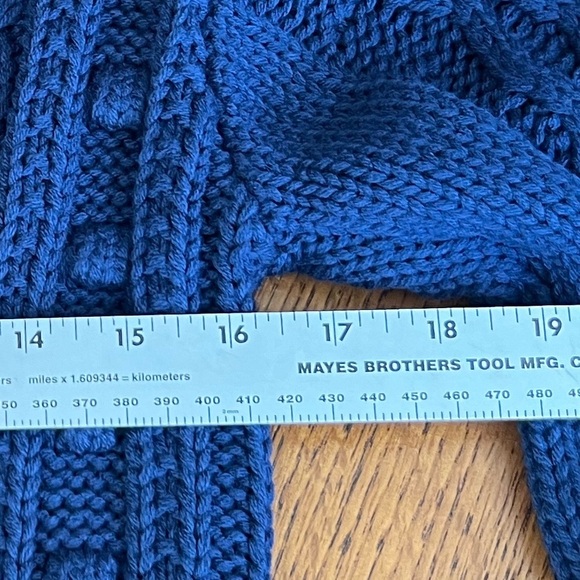 14 15 16 17 18 19
miles x 1.609344 = kilometers MAYES BROTHERS TOOL MFG.
360 370 380 390 400 410 420 430 440 450 460 470 480
2mm